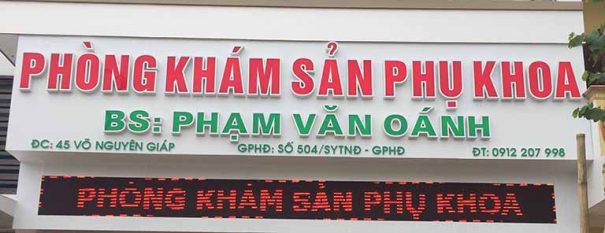 PHÒNG KHÁM SẢN PHỤ KHOA
BS: PHẠM VĂN OÁNH
ĐC: 45 VÕ NGUYÊN GIÁP GPHĐ: SỐ 504/SYTNĐ - GPHĐ ĐT: 0912 207 998
PHÒNG KHÁM SẢN PHỤ KHOA